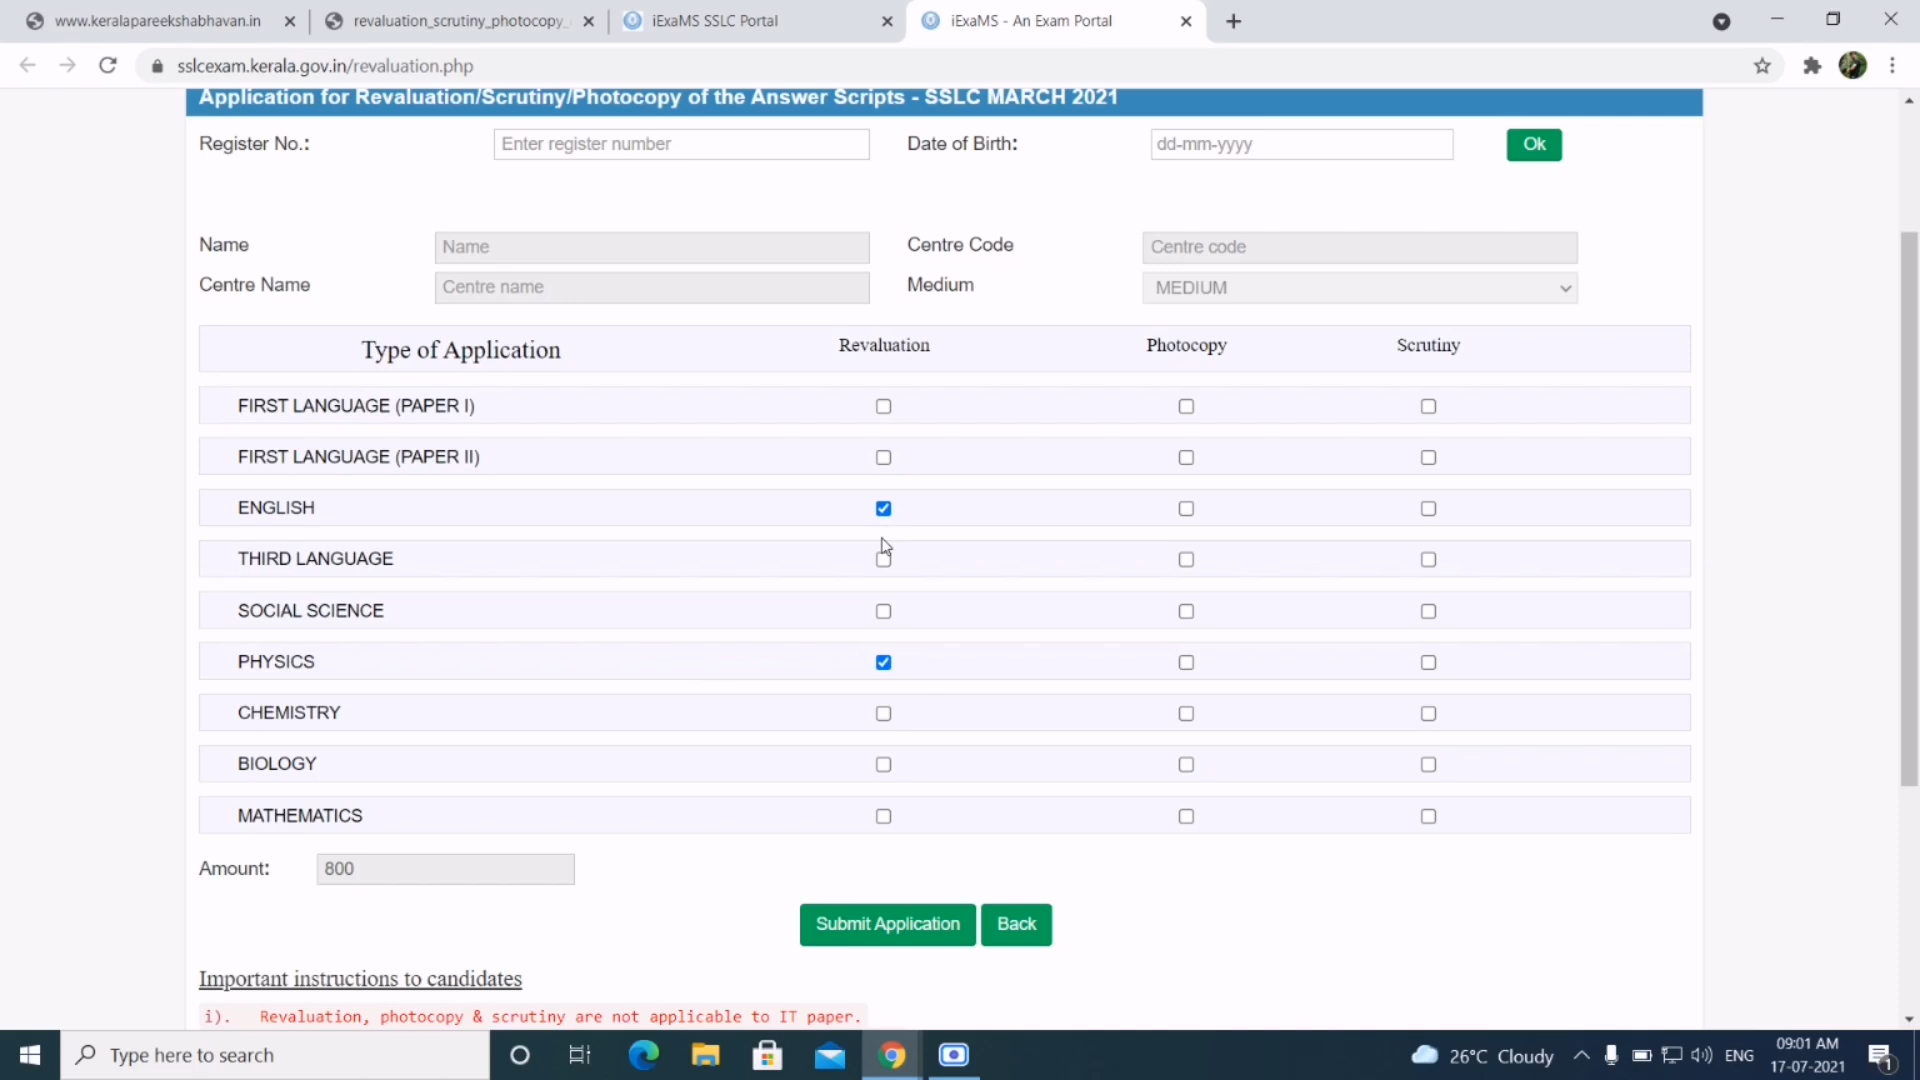 www.keralapareekshabhavan.in
revaluation_scrutiny_photocopy_
iExaMS SSLC Portal
iExaMS - An Exam Portal
sslcexam.kerala.gov.in/revaluation.php
Application for Revaluation/Scrutiny/Photocopy of the Answer Scripts - SSLC MARCH 2021
Register No.: Enter register number Date of Birth: dd-mm-yyyy Ok
Name Name Centre Code Centre code
Centre Name Centre name Medium MEDIUM
Type of Application Revaluation Photocopy Scrutiny
FIRST LANGUAGE (PAPER I)
FIRST LANGUAGE (PAPER II)
ENGLISH
THIRD LANGUAGE
SOCIAL SCIENCE
PHYSICS
CHEMISTRY
BIOLOGY
MATHEMATICS
Amount: 800
Submit Application Back
Important instructions to candidates
i). Revaluation, photocopy & scrutiny are not applicable to IT paper.
Type here to search
26°C Cloudy
ENG
09:01 AM
17-07-2021
1